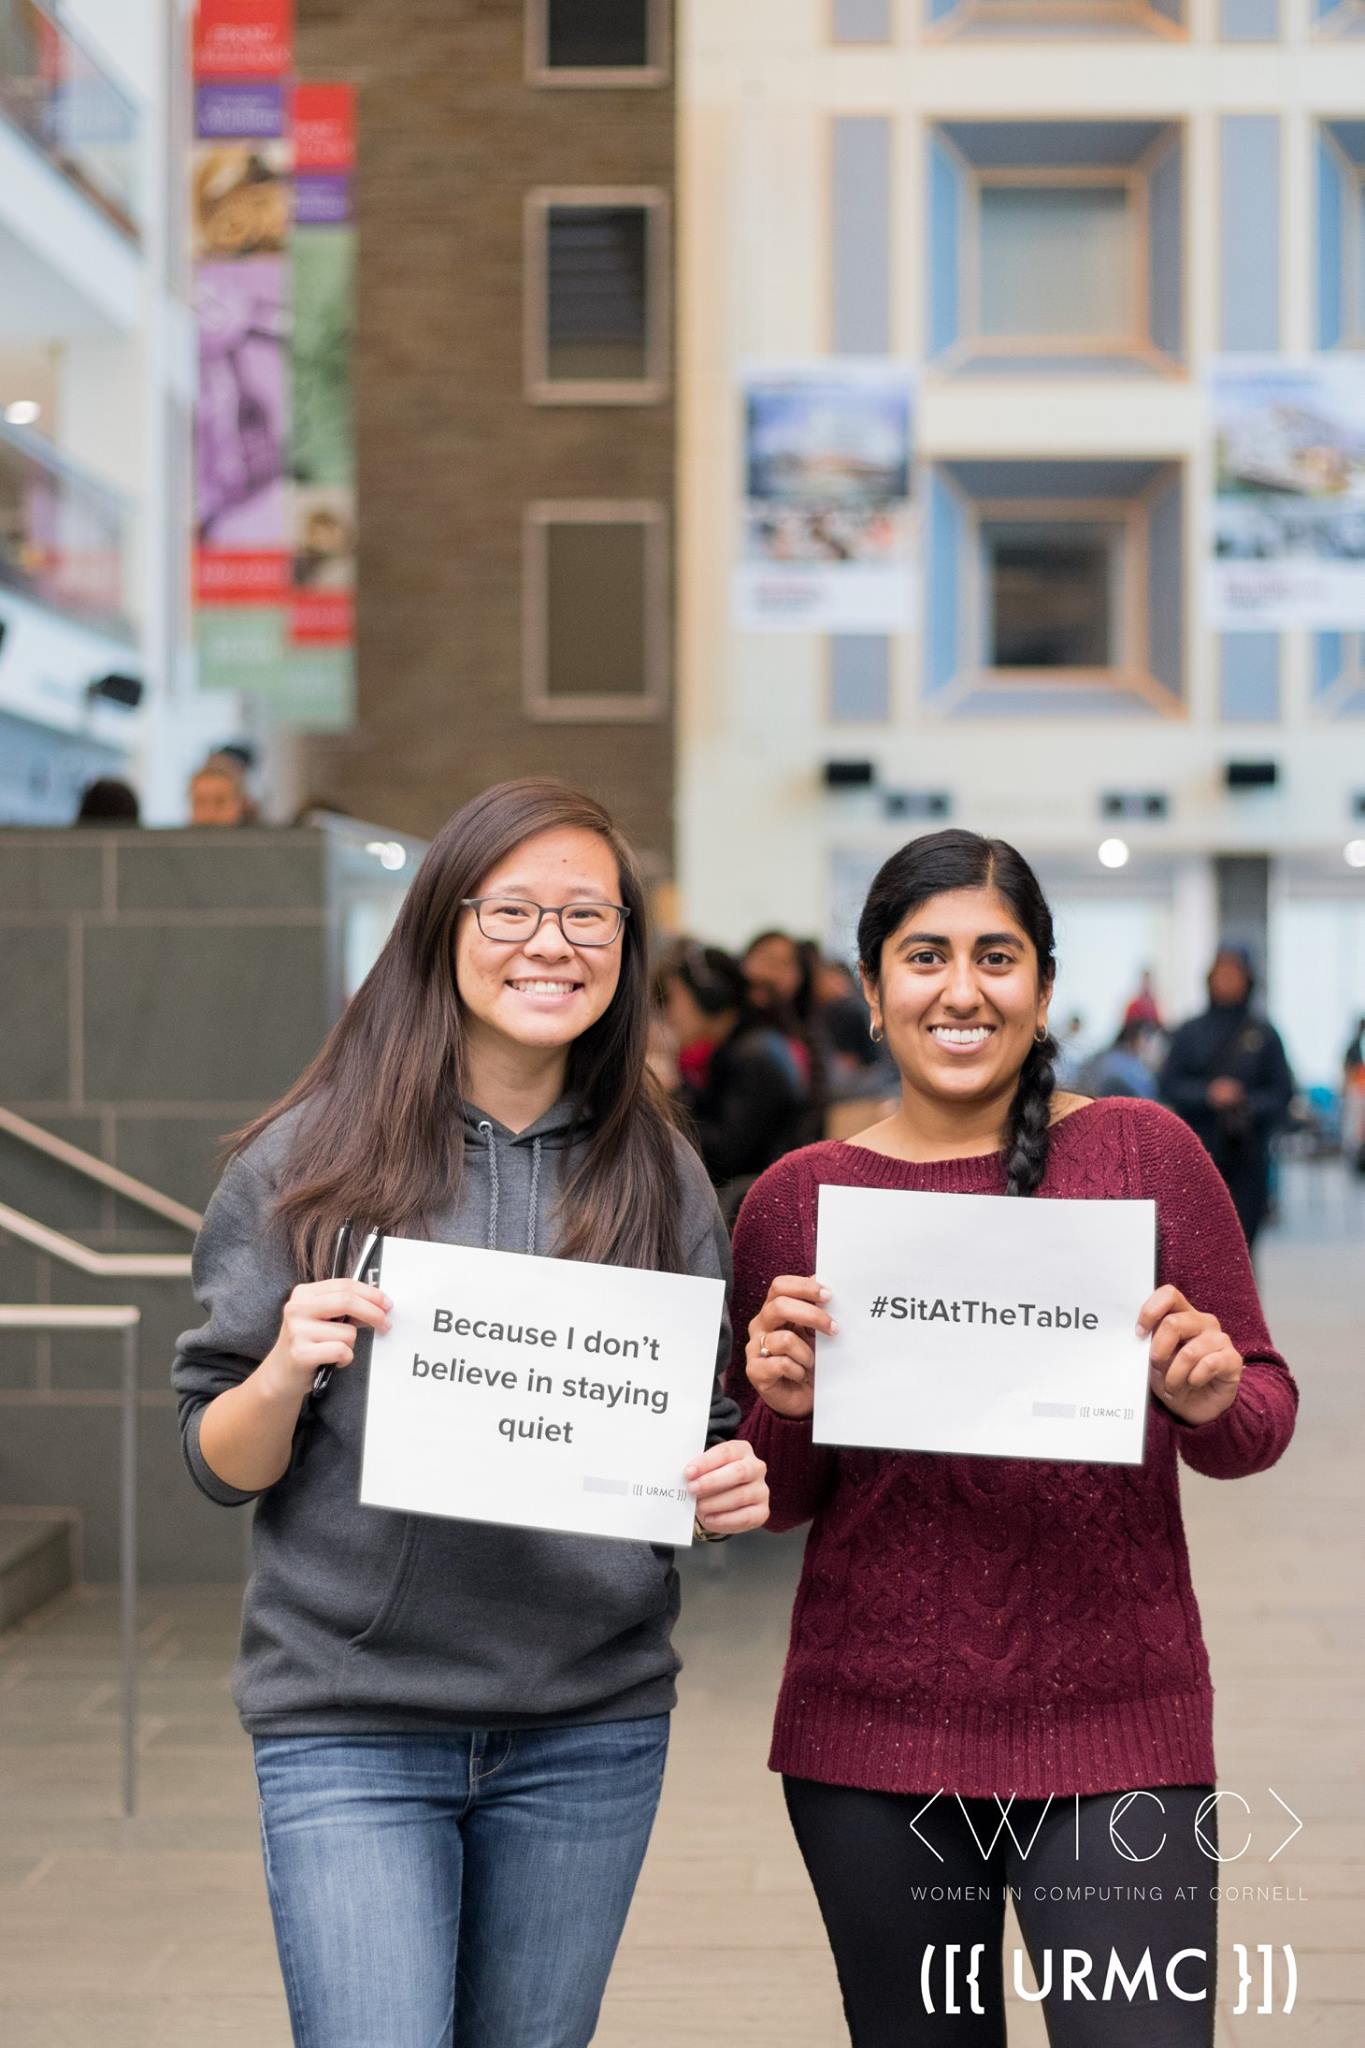 Because I don't
believe in staying
quiet
([{ URMC }])
#SitAtTheTable
([{ URMC }])
<WICC>
WOMEN IN COMPUTING AT CORNELL
([{ URMC }])